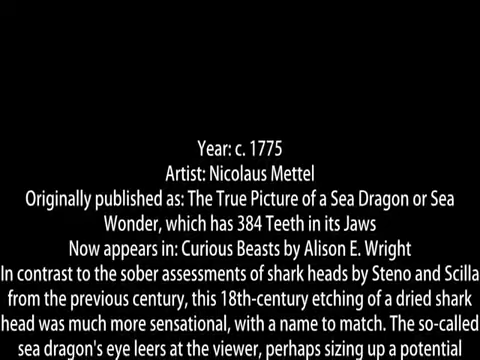 Year: c. 1775
Artist: Nicolaus Mettel
Originally published as: The True Picture of a Sea Dragon or Sea
Wonder, which has 384 Teeth in its Jaws
Now appears in: Curious Beasts by Alison E. Wright
In contrast to the sober assessments of shark heads by Steno and Scilla
from the previous century, this 18th-century etching of a dried shark
head was much more sensational, with a name to match. The so-called
sea dragon's eye leers at the viewer, perhaps sizing up a potential